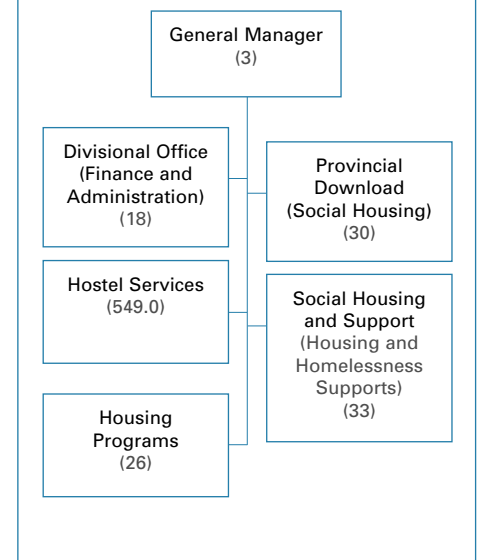 General Manager
(3)
Divisional Office
(Finance and
Administration)
(18)
Provincial
Download
(Social Housing)
(30)
Hostel Services
(549.0)
Social Housing
and Support
(Housing and
Homelessness
Supports)
(33)
Housing
Programs
(26)